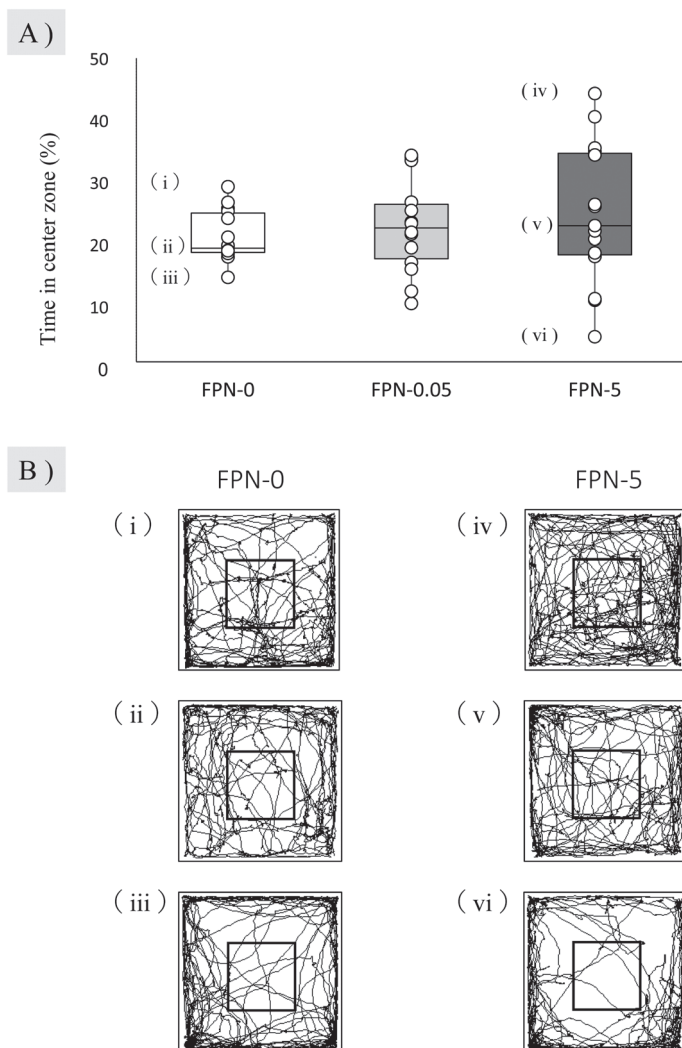 A )
Time in center zone (%)
50
40
30
20
10
0
( i )
( ii )
( iii )
( iv )
( v )
( vi )
FPN-0 FPN-0.05 FPN-5
B )
FPN-0 FPN-5
( i ) ( iv )
( ii ) ( v )
( iii ) ( vi )